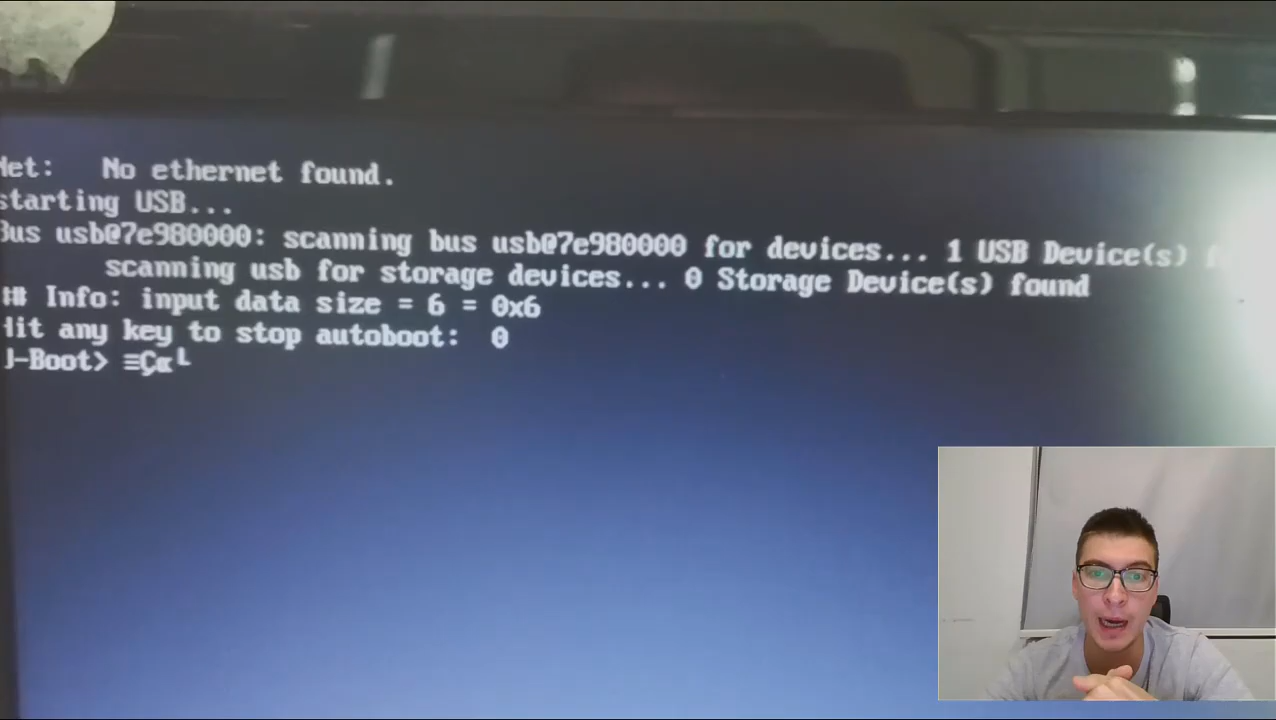 Net:   No ethernet found.
starting USB...
Bus usb@7e980000: scanning bus usb@7e980000 for devices... 1 USB Device(s) f
scanning usb for storage devices... 0 Storage Device(s) found
## Info: input data size = 6 = 0x6
Hit any key to stop autoboot:  0
U-Boot> ≡Çα└